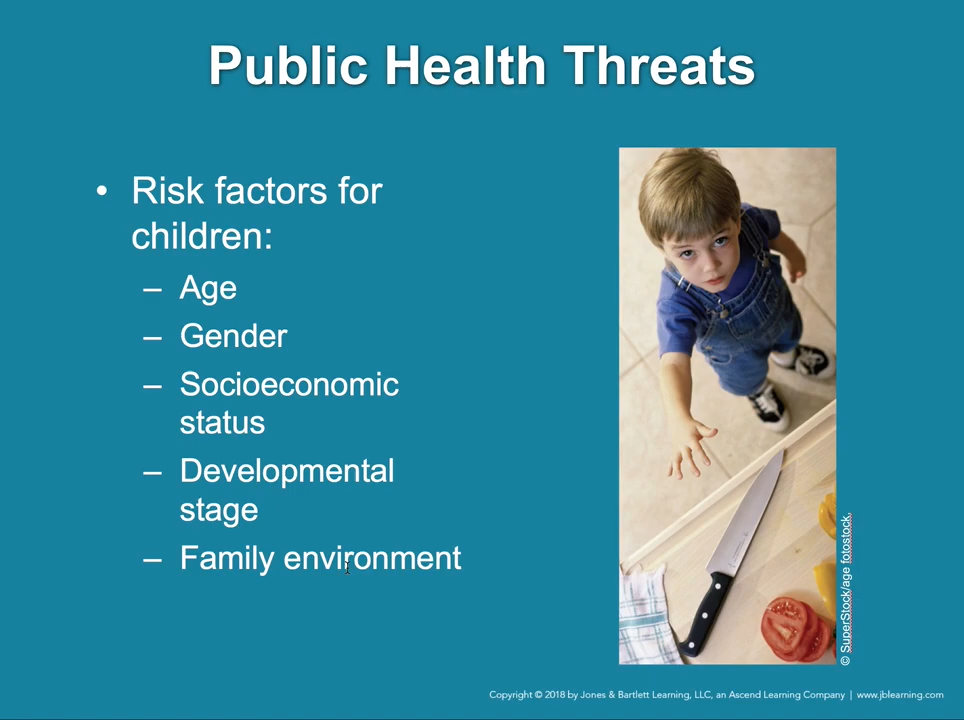 Public Health Threats
• Risk factors for
children:
– Age
– Gender
– Socioeconomic
status
– Developmental
stage
– Family environment
© SuperStock/age fotostock.
Copyright © 2018 by Jones & Bartlett Learning, LLC, an Ascend Learning Company | www.jblearning.com